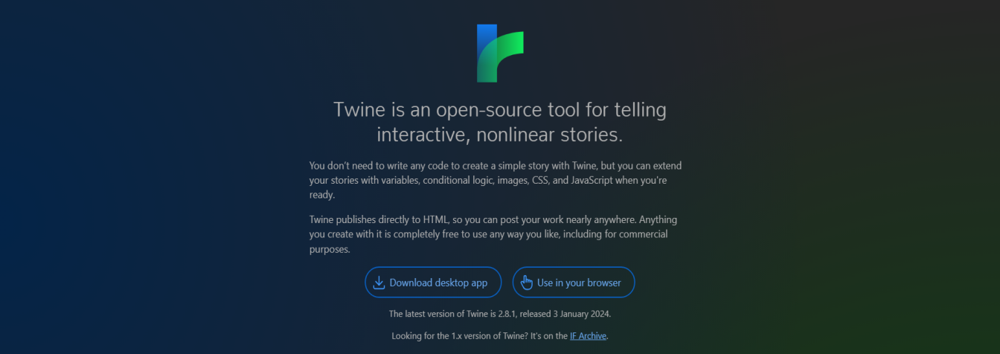 Twine is an open-source tool for telling
interactive, nonlinear stories.
You don’t need to write any code to create a simple story with Twine, but you can extend
your stories with variables, conditional logic, images, CSS, and JavaScript when you're
ready.
Twine publishes directly to HTML, so you can post your work nearly anywhere. Anything
you create with it is completely free to use any way you like, including for commercial
purposes.
Download desktop app
Use in your browser
The latest version of Twine is 2.8.1, released 3 January 2024.
Looking for the 1.x version of Twine? It's on the IF Archive.